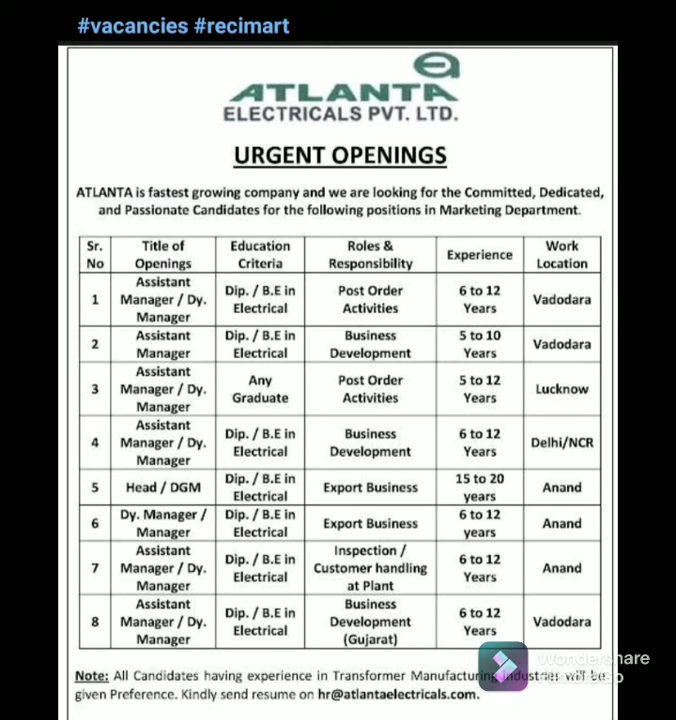 #vacancies #recimart
ATLANTA
ELECTRICALS PVT. LTD.
URGENT OPENINGS
ATLANTA is fastest growing company and we are looking for the Committed, Dedicated,
and Passionate Candidates for the following positions in Marketing Department.
Sr. No Title of Openings Education Criteria Roles & Responsibility Experience Work Location
1 Assistant Manager / Dy. Manager Dip. / B.E in Electrical Post Order Activities 6 to 12 Years Vadodara
2 Assistant Manager Dip. / B.E in Electrical Business Development 5 to 10 Years Vadodara
3 Assistant Manager / Dy. Manager Any Graduate Post Order Activities 5 to 12 Years Lucknow
4 Assistant Manager / Dy. Manager Dip. / B.E in Electrical Business Development 6 to 12 Years Delhi/NCR
5 Head / DGM Dip. / B.E in Electrical Export Business 15 to 20 years Anand
6 Dy. Manager / Manager Dip. / B.E in Electrical Export Business 6 to 12 years Anand
7 Assistant Manager / Dy. Manager Dip. / B.E in Electrical Inspection / Customer handling at Plant 6 to 12 Years Anand
8 Assistant Manager / Dy. Manager Dip. / B.E in Electrical Business Development (Gujarat) 6 to 12 Years Vadodara
Note: All Candidates having experience in Transformer Manufacturing Industries will be
given Preference. Kindly send resume on hr@atlantaelectricals.com.
Wondershare